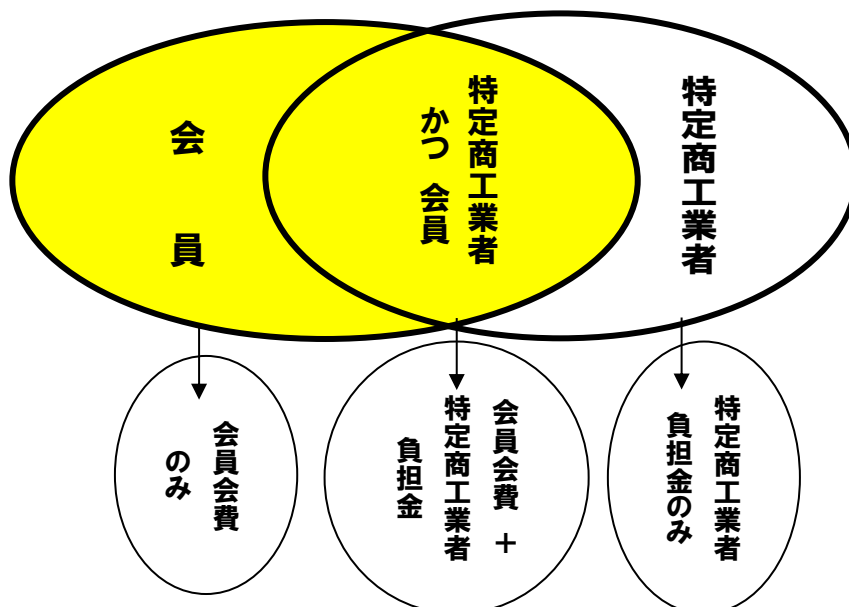 会員
特定商工業者
かつ 会員
特定商工業者
会員会費
のみ
会員会費 +
特定商工業者
負担金
特定商工業者
負担金のみ